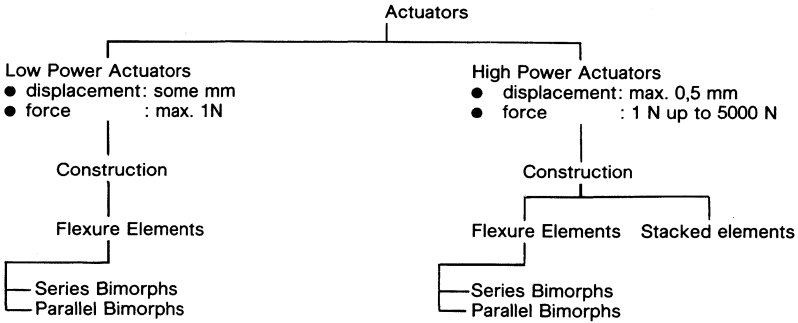 Actuators
Low Power Actuators
● displacement: some mm
● force : max. 1N
Construction
Flexure Elements
Series Bimorphs
Parallel Bimorphs
High Power Actuators
● displacement: max. 0,5 mm
● force : 1 N up to 5000 N
Construction
Flexure Elements Stacked elements
Series Bimorphs
Parallel Bimorphs